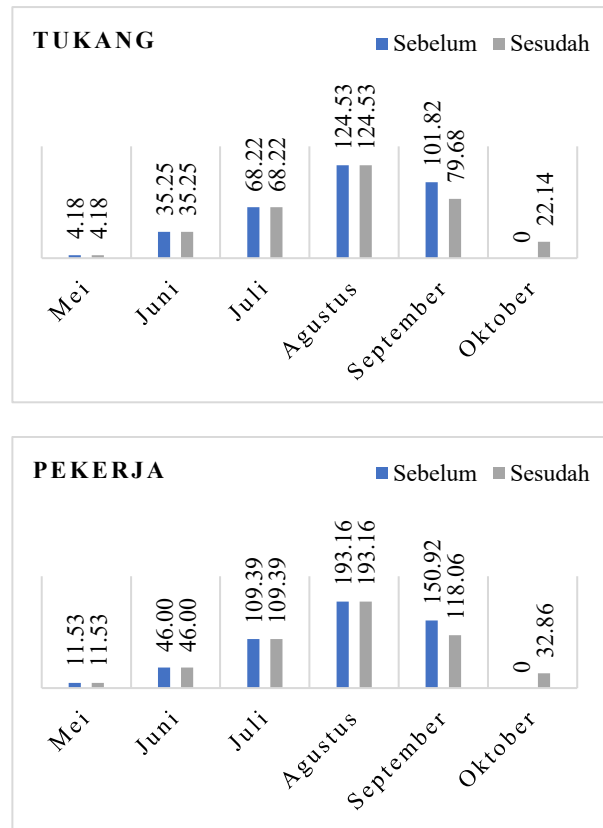 TUKANG
Sebelum Sesudah
4.18 4.18 35.25 35.25 68.22 68.22 124.53 124.53 101.82 79.68 0 22.14
Mei Juni Juli Agustus September Oktober
PEKERJA
Sebelum Sesudah
11.53 11.53 46.00 46.00 109.39 109.39 193.16 193.16 150.92 118.06 0 32.86
Mei Juni Juli Agustus September Oktober